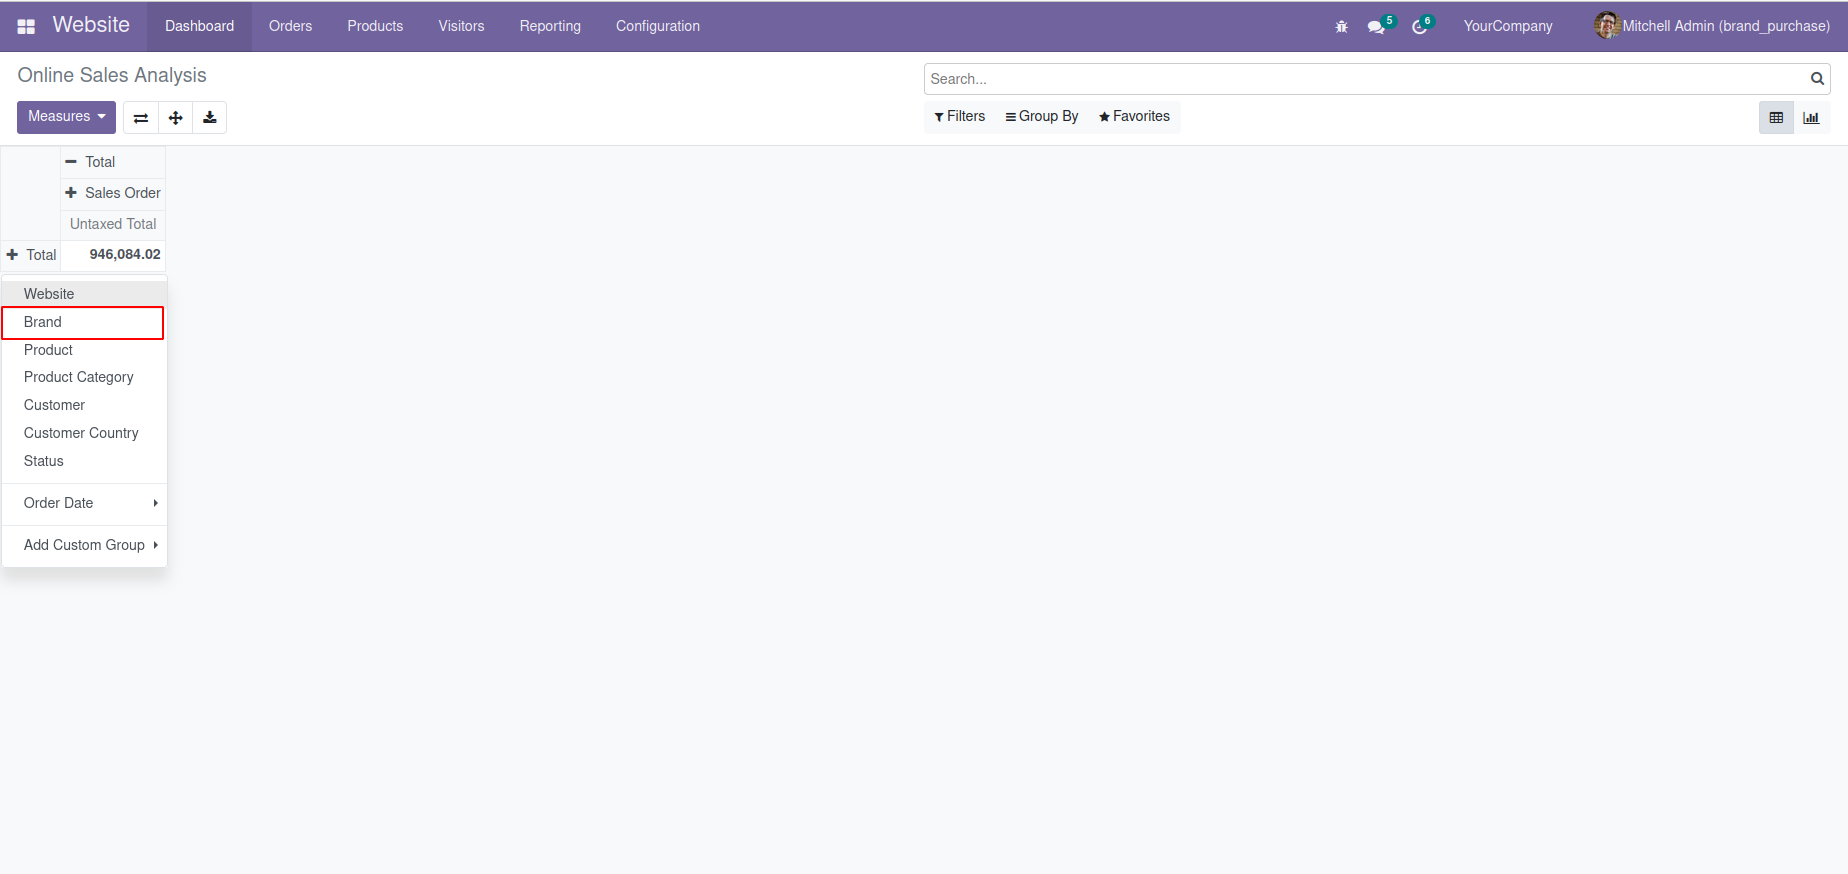 Website Dashboard Orders Products Visitors Reporting Configuration 5 6 YourCompany Mitchell Admin (brand_purchase)
Online Sales Analysis
Search...
Measures
Filters Group By Favorites
Total
Sales Order
Untaxed Total
Total 946,084.02
Website
Brand
Product
Product Category
Customer
Customer Country
Status
Order Date
Add Custom Group